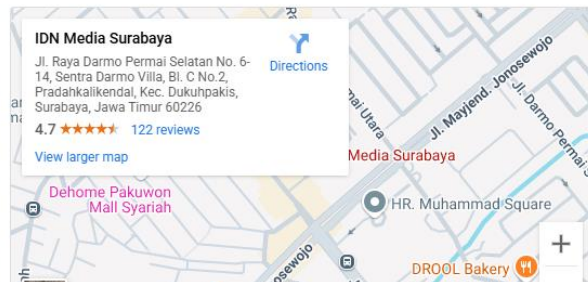 IDN Media Surabaya
Jl. Raya Darmo Permai Selatan No. 6-
14, Sentra Darmo Villa, Bl. C No.2,
Pradahkalikendal, Kec. Dukuhpakis,
Surabaya, Jawa Timur 60226
4.7
122 reviews
View larger map
Directions
Utara
Jl. Mayjend. Jonosewojo
Jl. Darmo Permai
Media Surabaya
Dehome Pakuwon
Mall Syariah
HR. Muhammad Square
DROOL Bakery
+